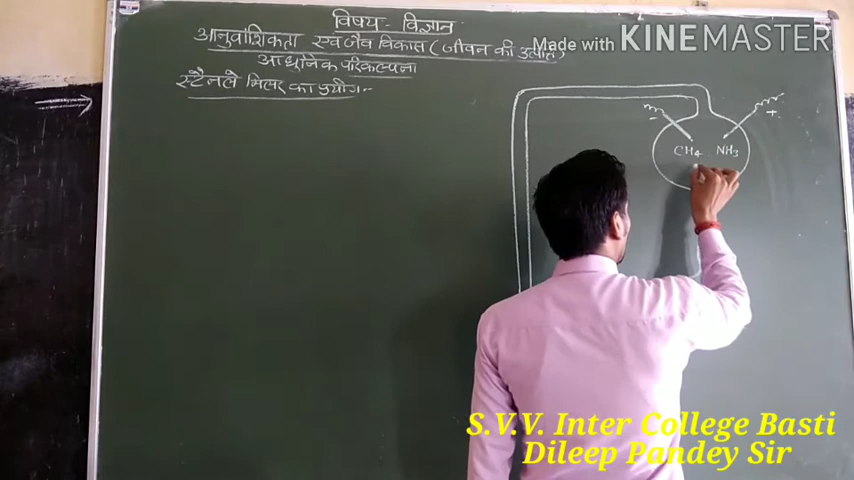 विषय- विज्ञान
आनुवांशिकता एवं जैव विकास (जीवन की उत्पत्ति)
आधुनिक परिकल्पना
स्टैनले मिलर का प्रयोग--
Made with KINEMASTER
- +
CH4 NH3
S.V.V. Inter College Basti
Dileep Pandey Sir